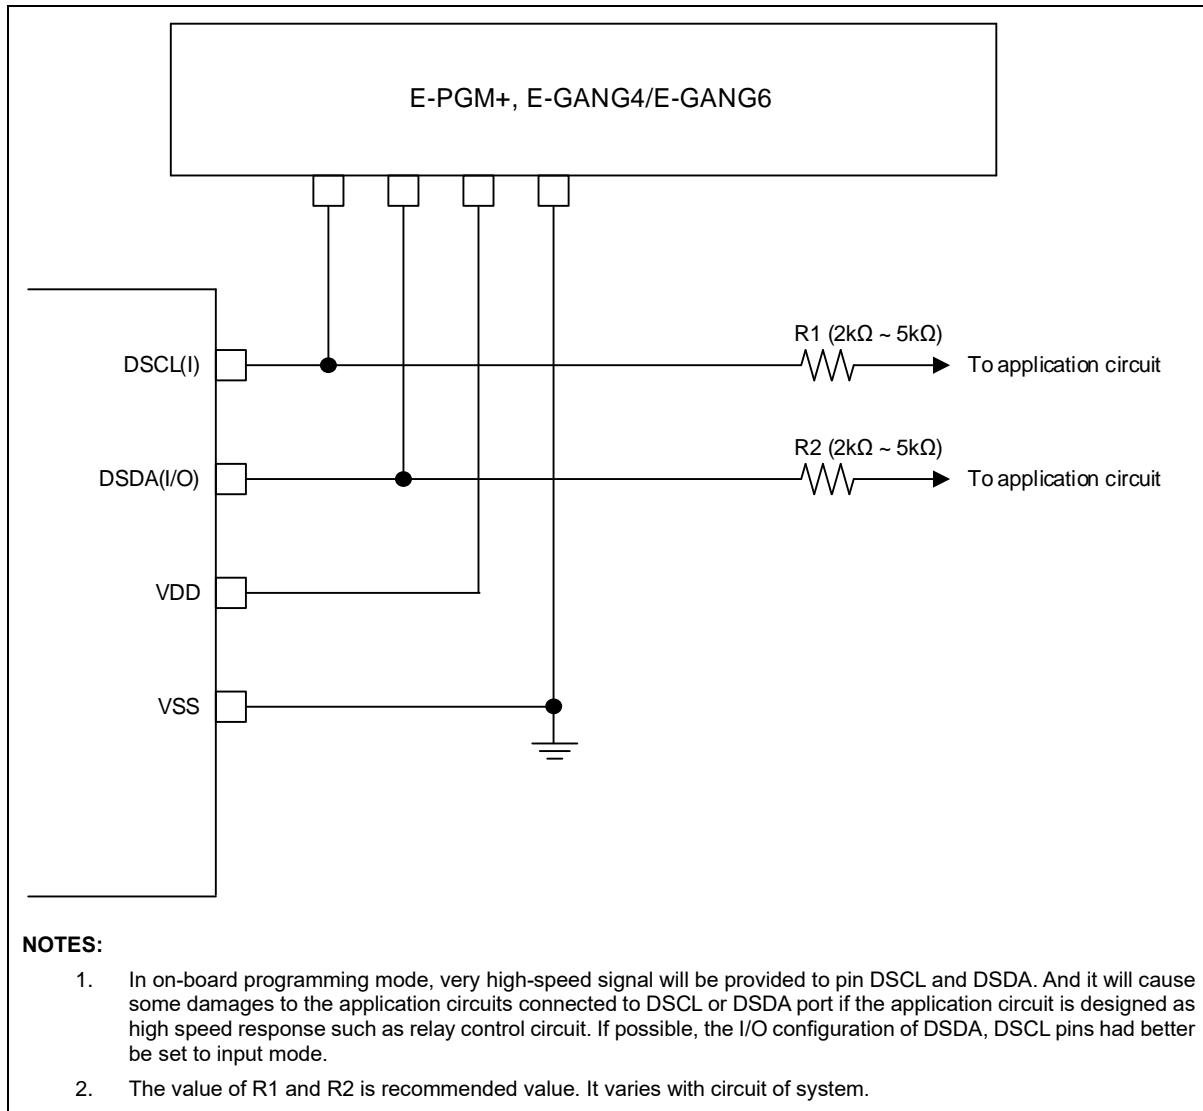 E-PGM+, E-GANG4/E-GANG6
R1 (2kΩ ~ 5kΩ)
DSCL(I)
To application circuit
R2 (2kΩ ~ 5kΩ)
DSDA(I/O)
To application circuit
VDD
VSS
NOTES:
1. In on-board programming mode, very high-speed signal will be provided to pin DSCL and DSDA. And it will cause
some damages to the application circuits connected to DSCL or DSDA port if the application circuit is designed as
high speed response such as relay control circuit. If possible, the I/O configuration of DSDA, DSCL pins had better
be set to input mode.
2. The value of R1 and R2 is recommended value. It varies with circuit of system.